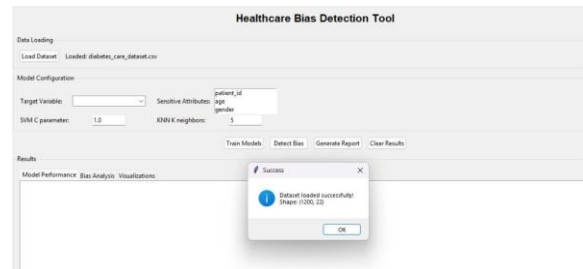 Healthcare Bias Detection Tool
Data Loading
Load Dataset Loaded: diabetes_care_dataset.csv
Model Configuration
Target Variable: Sensitive Attributes: patient_id
age
gender
SVM C parameter: 1.0 KNN K neighbors: 5
Train Models Detect Bias Generate Report Clear Results
Results
Model Performance Bias Analysis Visualizations
Success
Dataset loaded successfully!
Shape: (1200, 22)
OK